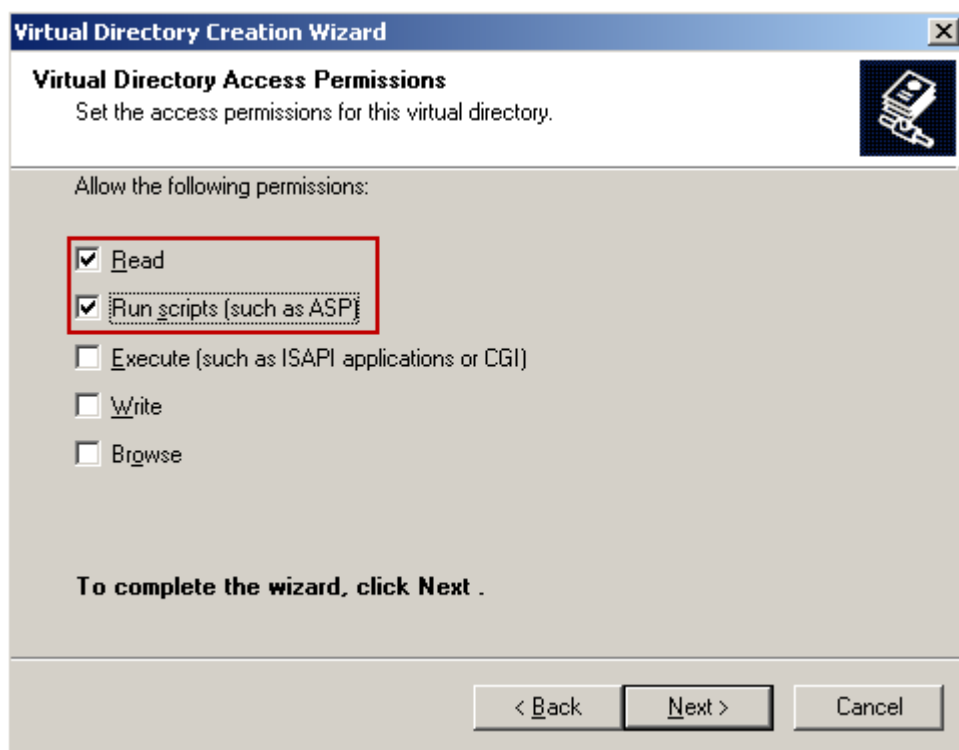 Virtual Directory Creation Wizard
Virtual Directory Access Permissions
Set the access permissions for this virtual directory.
Allow the following permissions:
Read
Run scripts (such as ASP)
Execute (such as ISAPI applications or CGI)
Write
Browse
To complete the wizard, click Next .
< Back Next > Cancel